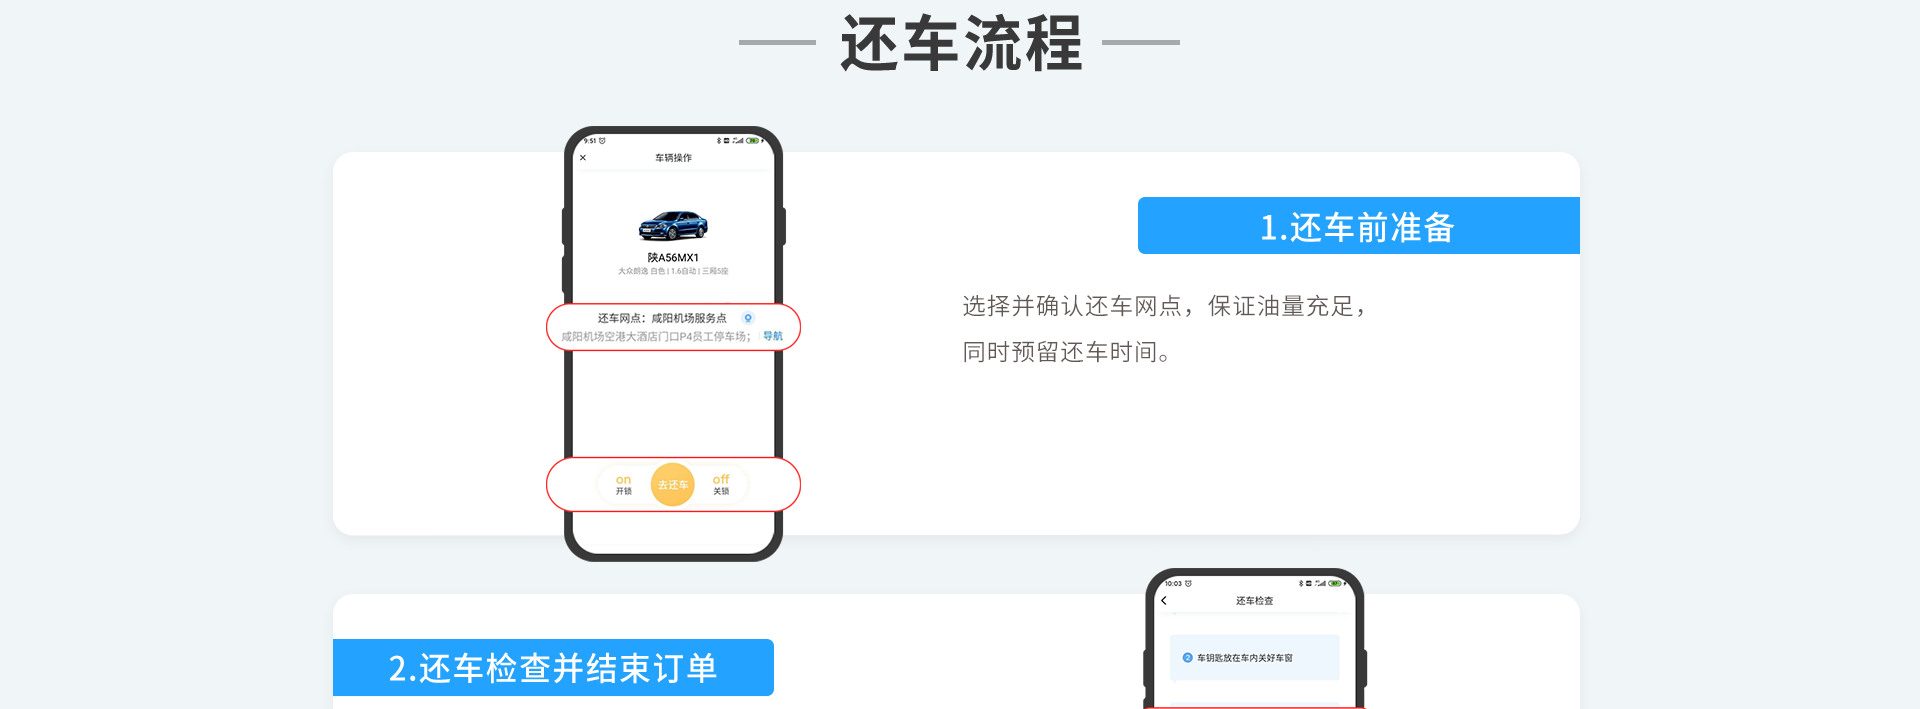 还车流程
9:51
车辆操作
陕A56MX1
大众朗逸 白色 | 1.6自动 | 三厢5座
还车网点：咸阳机场服务点
咸阳机场空港大酒店门口P4员工停车场；
导航
on
开锁
去还车
off
关锁
1.还车前准备
选择并确认还车网点，保证油量充足，
同时预留还车时间。
2.还车检查并结束订单
10:03
还车检查
2 车钥匙放在车内关好车窗